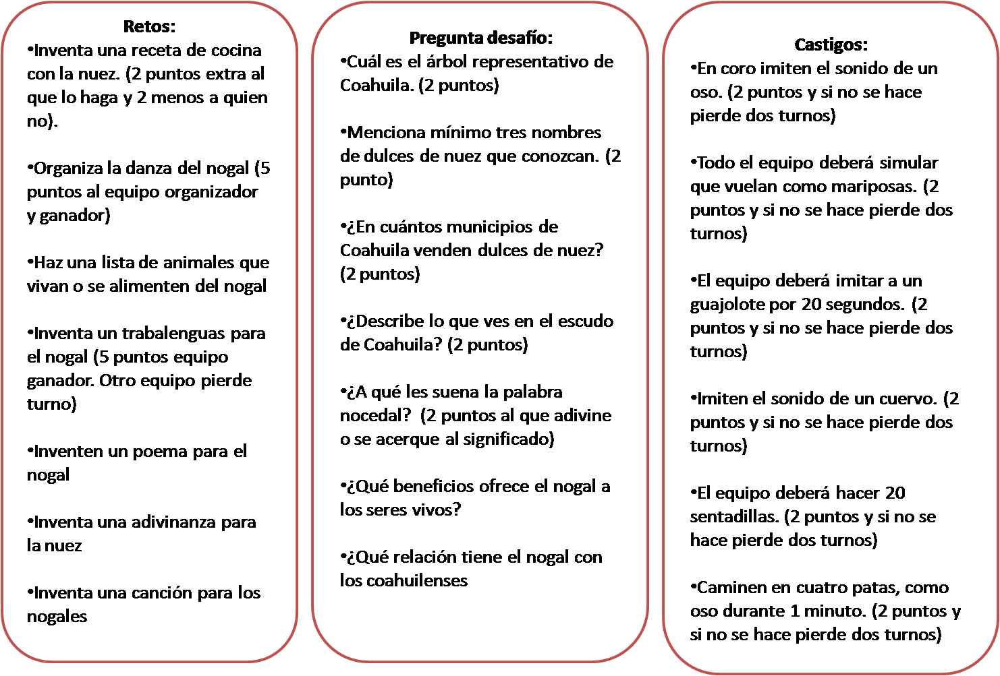 Retos:
•Inventa una receta de cocina
con la nuez. (2 puntos extra al
que lo haga y 2 menos a quien
no).
•Organiza la danza del nogal (5
puntos al equipo organizador
y ganador)
•Haz una lista de animales que
vivan o se alimenten del nogal
•Inventa un trabalenguas para
el nogal (5 puntos equipo
ganador. Otro equipo pierde
turno)
•Inventen un poema para el
nogal
•Inventa una adivinanza para
la nuez
•Inventa una canción para los
nogales
Pregunta desafío:
•Cuál es el árbol representativo de
Coahuila. (2 puntos)
•Menciona mínimo tres nombres
de dulces de nuez que conozcan. (2
punto)
•¿En cuántos municipios de
Coahuila venden dulces de nuez?
(2 puntos)
•¿Describe lo que ves en el escudo
de Coahuila? (2 puntos)
•¿A qué les suena la palabra
nocedal?  (2 puntos al que adivine
o se acerque al significado)
•¿Qué beneficios ofrece el nogal a
los seres vivos?
•¿Qué relación tiene el nogal con
los coahuilenses
Castigos:
•En coro imiten el sonido de un
oso. (2 puntos y si no se hace
pierde dos turnos)
•Todo el equipo deberá simular
que vuelan como mariposas. (2
puntos y si no se hace pierde dos
turnos)
•El equipo deberá imitar a un
guajolote por 20 segundos. (2
puntos y si no se hace pierde dos
turnos)
•Imiten el sonido de un cuervo. (2
puntos y si no se hace pierde dos
turnos)
•El equipo deberá hacer 20
sentadillas. (2 puntos y si no se
hace pierde dos turnos)
•Caminen en cuatro patas, como
oso durante 1 minuto. (2 puntos y
si no se hace pierde dos turnos)